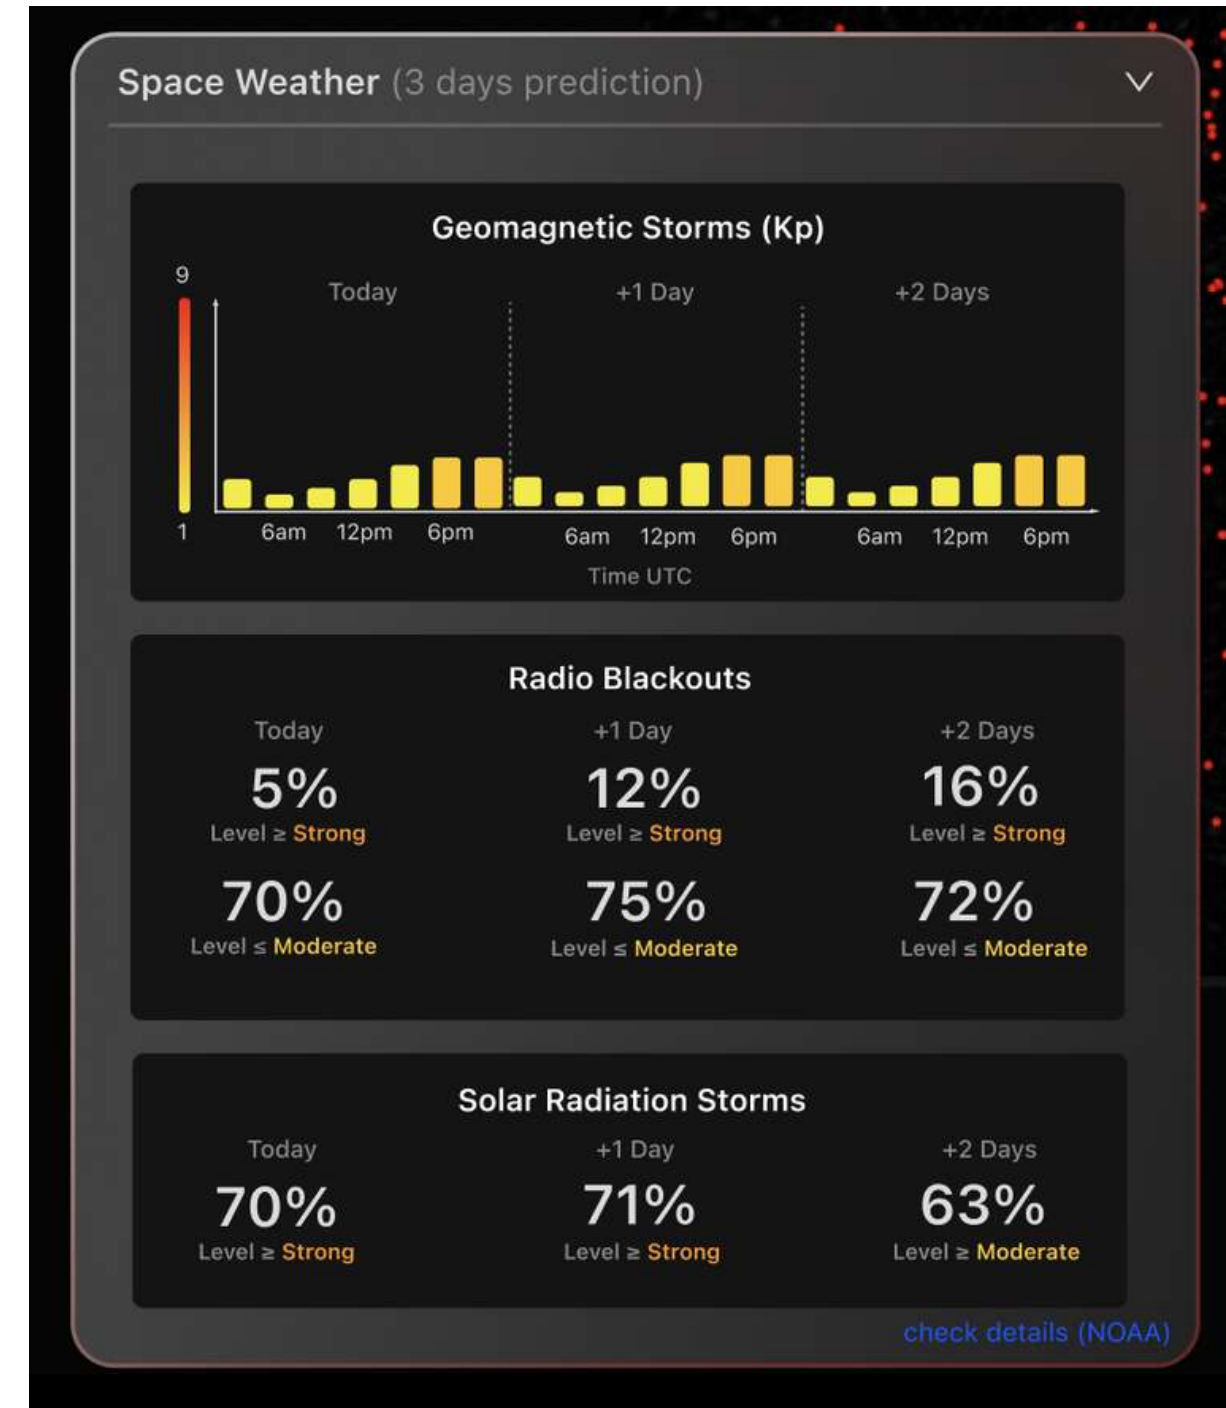 Space Weather (3 days prediction)
Geomagnetic Storms (Kp)
9
Today +1 Day +2 Days
1
6am 12pm 6pm 6am 12pm 6pm 6am 12pm 6pm
Time UTC
Radio Blackouts
Today +1 Day +2 Days
5% 12% 16%
Level ≥ Strong Level ≥ Strong Level ≥ Strong
70% 75% 72%
Level ≤ Moderate Level ≤ Moderate Level ≤ Moderate
Solar Radiation Storms
Today +1 Day +2 Days
70% 71% 63%
Level ≥ Strong Level ≥ Strong Level ≥ Moderate
check details (NOAA)